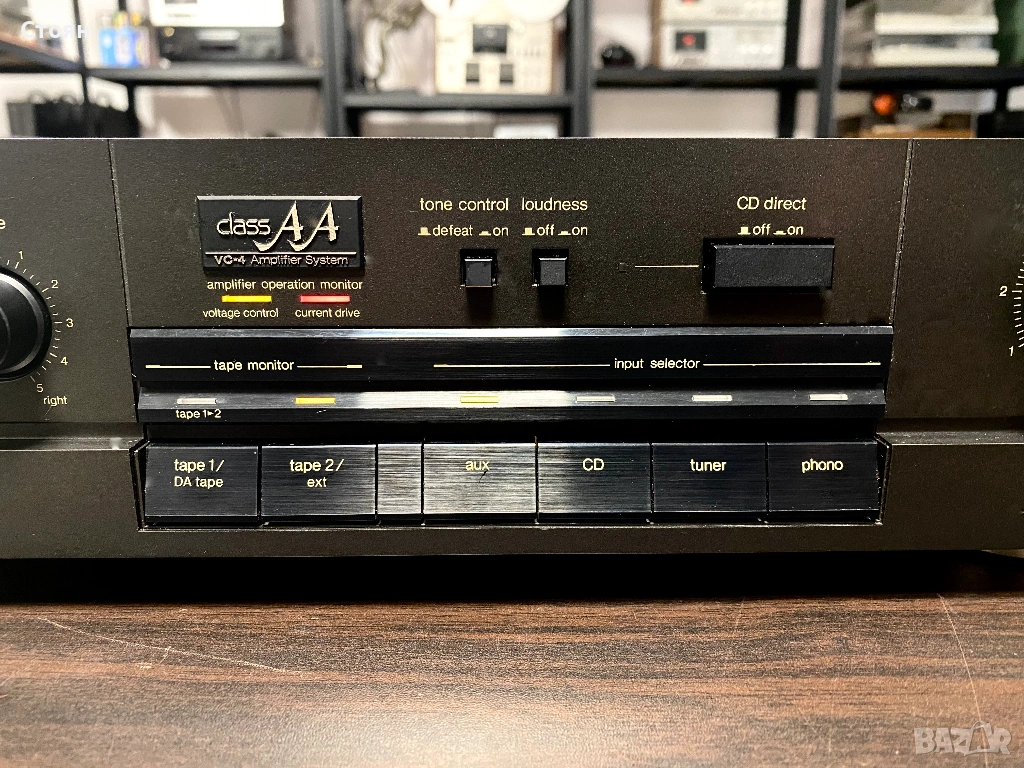 Стоян
class AA
VC-4 Amplifier System
amplifier operation monitor
voltage control current drive
tone control loudness
defeat on off on
CD direct
off on
1
2
3
4
5
right
tape monitor
input selector
tape 1▸2
tape 1/
DA tape
tape 2/
ext
aux
CD
tuner
phono
2
1
BAZAR